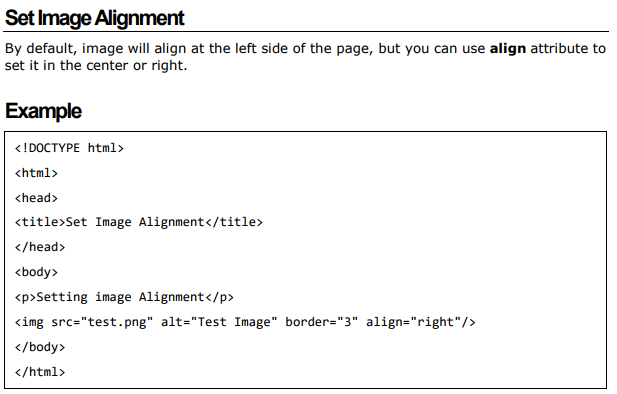 Set Image Alignment
By default, image will align at the left side of the page, but you can use align attribute to
set it in the center or right.
Example
<!DOCTYPE html>
<html>
<head>
<title>Set Image Alignment</title>
</head>
<body>
<p>Setting image Alignment</p>
<img src="test.png" alt="Test Image" border="3" align="right"/>
</body>
</html>